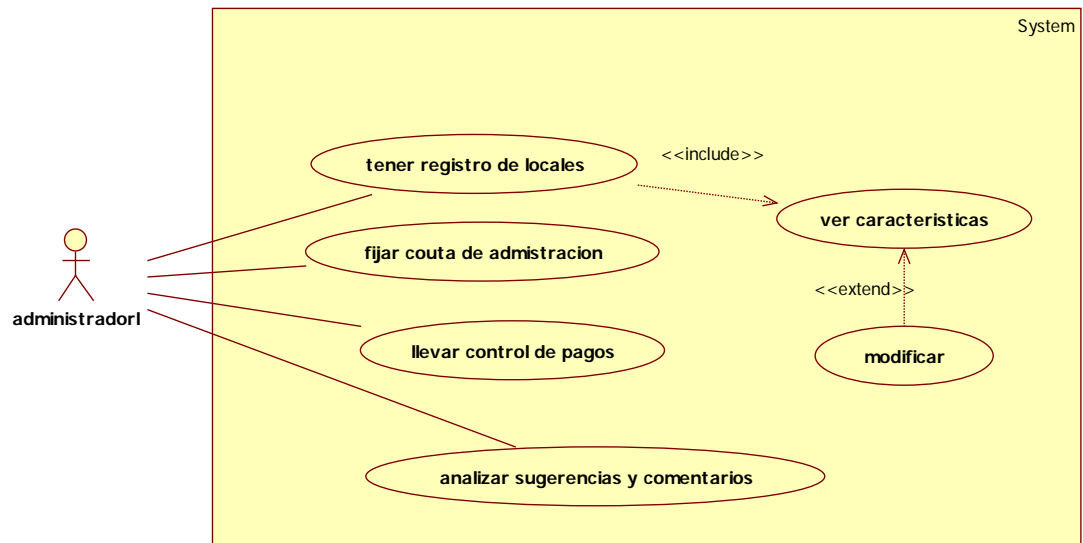 System
tener registro de locales
<<include>>
ver caracteristicas
fijar couta de admistracion
<<extend>>
administradorI
llevar control de pagos
modificar
analizar sugerencias y comentarios